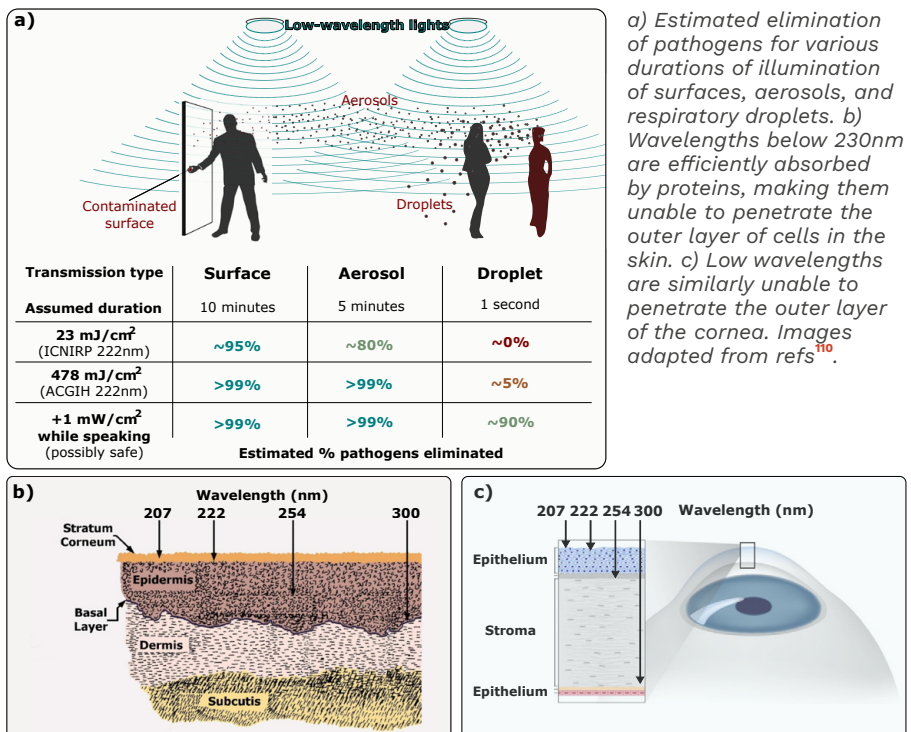 a)
Low-wavelength lights
Aerosols
Contaminated
surface
Droplets
Transmission type Surface Aerosol Droplet
Assumed duration 10 minutes 5 minutes 1 second
23 mJ/cm²
(ICNIRP 222nm) ~95% ~80% ~0%
478 mJ/cm²
(ACGIH 222nm) >99% >99% ~5%
+1 mW/cm²
while speaking >99% >99% ~90%
(possibly safe) Estimated % pathogens eliminated
a) Estimated elimination
of pathogens for various
durations of illumination
of surfaces, aerosols, and
respiratory droplets. b)
Wavelengths below 230nm
are efficiently absorbed
by proteins, making them
unable to penetrate the
outer layer of cells in the
skin. c) Low wavelengths
are similarly unable to
penetrate the outer layer
of the cornea. Images
adapted from refs¹¹⁰.
b)
Wavelength (nm)
207 222 254 300
Stratum
Corneum
Epidermis
Basal
Layer
Dermis
Subcutis
c)
207 222 254 300 Wavelength (nm)
Epithelium
Stroma
Epithelium